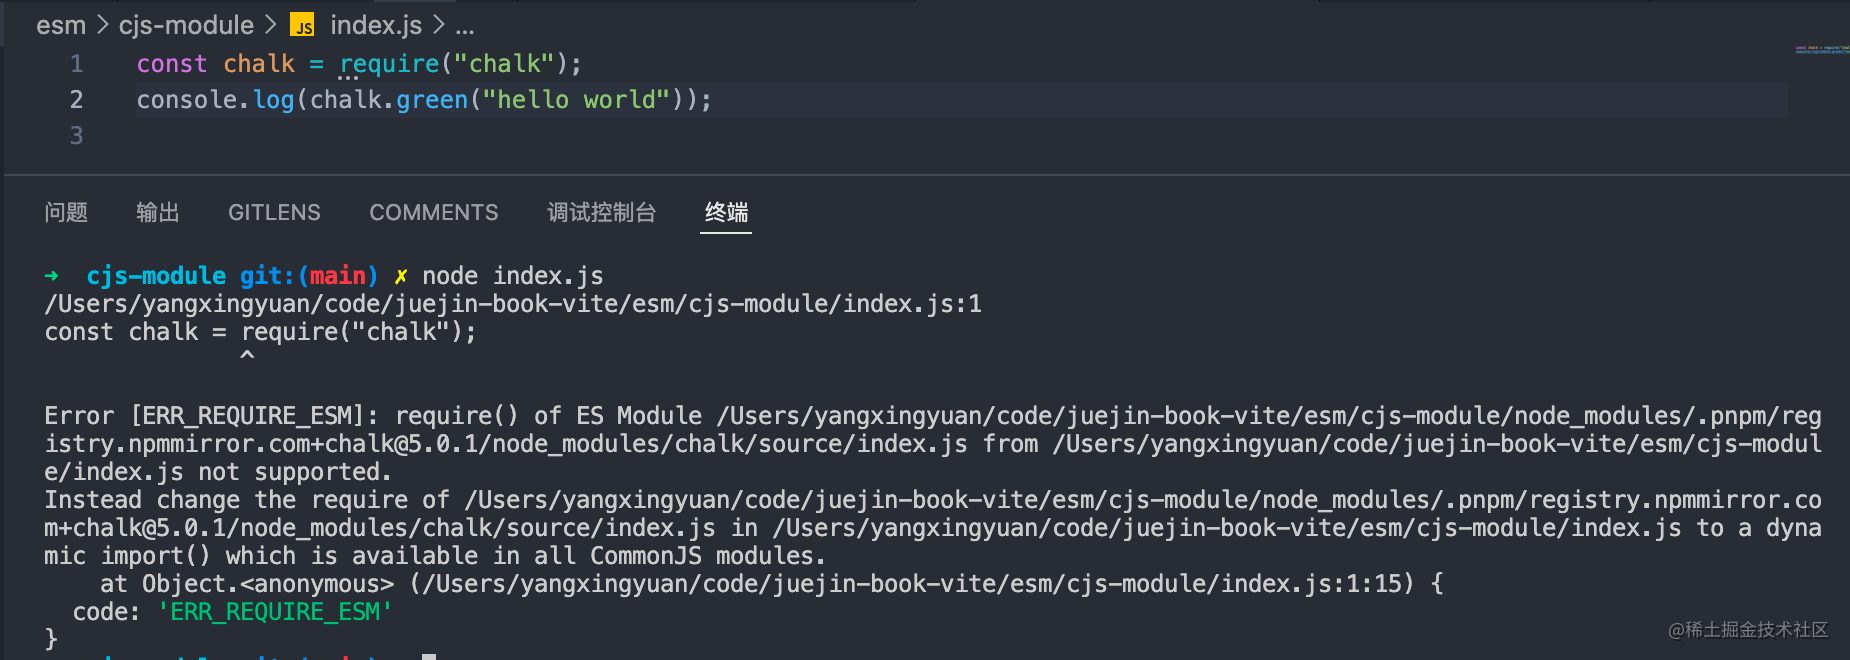 esm > cjs-module > JS index.js > ...
1 const chalk = require("chalk");
2 console.log(chalk.green("hello world"));
3
问题 输出 GITLENS COMMENTS 调试控制台 终端
➜ cjs-module git:(main) ✗ node index.js
/Users/yangxingyuan/code/juejin-book-vite/esm/cjs-module/index.js:1
const chalk = require("chalk");
^
Error [ERR_REQUIRE_ESM]: require() of ES Module /Users/yangxingyuan/code/juejin-book-vite/esm/cjs-module/node_modules/.pnpm/reg
istry.npmmirror.com+chalk@5.0.1/node_modules/chalk/source/index.js from /Users/yangxingyuan/code/juejin-book-vite/esm/cjs-modul
e/index.js not supported.
Instead change the require of /Users/yangxingyuan/code/juejin-book-vite/esm/cjs-module/node_modules/.pnpm/registry.npmmirror.co
m+chalk@5.0.1/node_modules/chalk/source/index.js in /Users/yangxingyuan/code/juejin-book-vite/esm/cjs-module/index.js to a dyna
mic import() which is available in all CommonJS modules.
at Object.<anonymous> (/Users/yangxingyuan/code/juejin-book-vite/esm/cjs-module/index.js:1:15) {
code: 'ERR_REQUIRE_ESM'
}
@稀土掘金技术社区